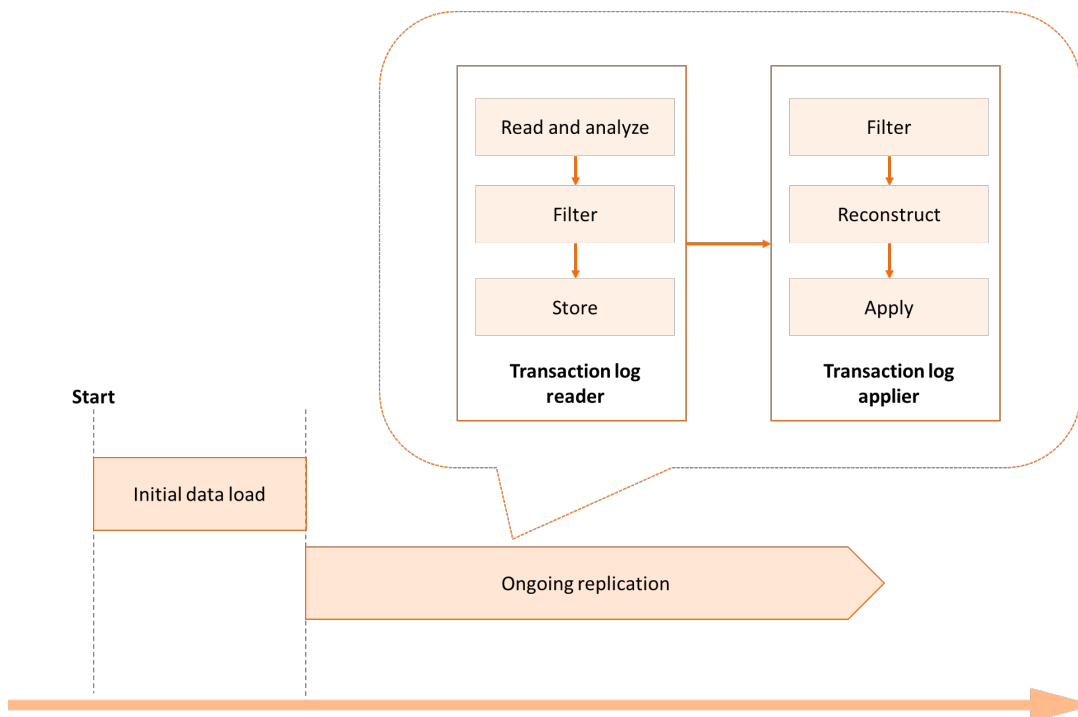 Read and analyze
Filter
Store
Transaction log
reader
Filter
Reconstruct
Apply
Transaction log
applier
Start
Initial data load
Ongoing replication